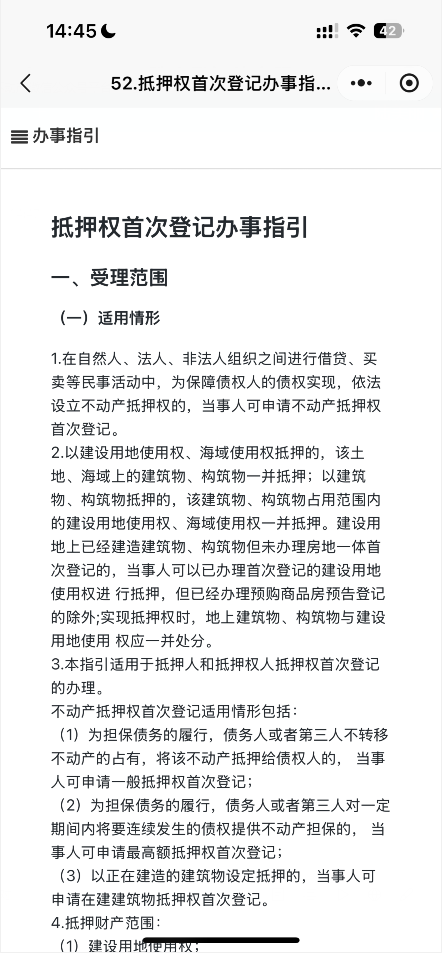 14:45
42
52.抵押权首次登记办事指...
办事指引
抵押权首次登记办事指引
一、受理范围
（一）适用情形
1.在自然人、法人、非法人组织之间进行借贷、买
卖等民事活动中，为保障债权人的债权实现，依法
设立不动产抵押权的，当事人可申请不动产抵押权
首次登记。
2.以建设用地使用权、海域使用权抵押的，该土
地、海域上的建筑物、构筑物一并抵押；以建筑
物、构筑物抵押的，该建筑物、构筑物占用范围内
的建设用地使用权、海域使用权一并抵押。建设用
地上已经建造建筑物、构筑物但未办理房地一体首
次登记的，当事人可以已办理首次登记的建设用地
使用权进 行抵押，但已经办理预购商品房预告登记
的除外;实现抵押权时，地上建筑物、构筑物与建设
用地使用 权应一并处分。
3.本指引适用于抵押人和抵押权人抵押权首次登记
的办理。
不动产抵押权首次登记适用情形包括：
（1）为担保债务的履行，债务人或者第三人不转移
不动产的占有，将该不动产抵押给债权人的， 当事
人可申请一般抵押权首次登记；
（2）为担保债务的履行，债务人或者第三人对一定
期间内将要连续发生的债权提供不动产担保的， 当
事人可申请最高额抵押权首次登记；
（3）以正在建造的建筑物设定抵押的，当事人可
申请在建建筑物抵押权首次登记。
4.抵押财产范围：
（1）建设用地使用权；